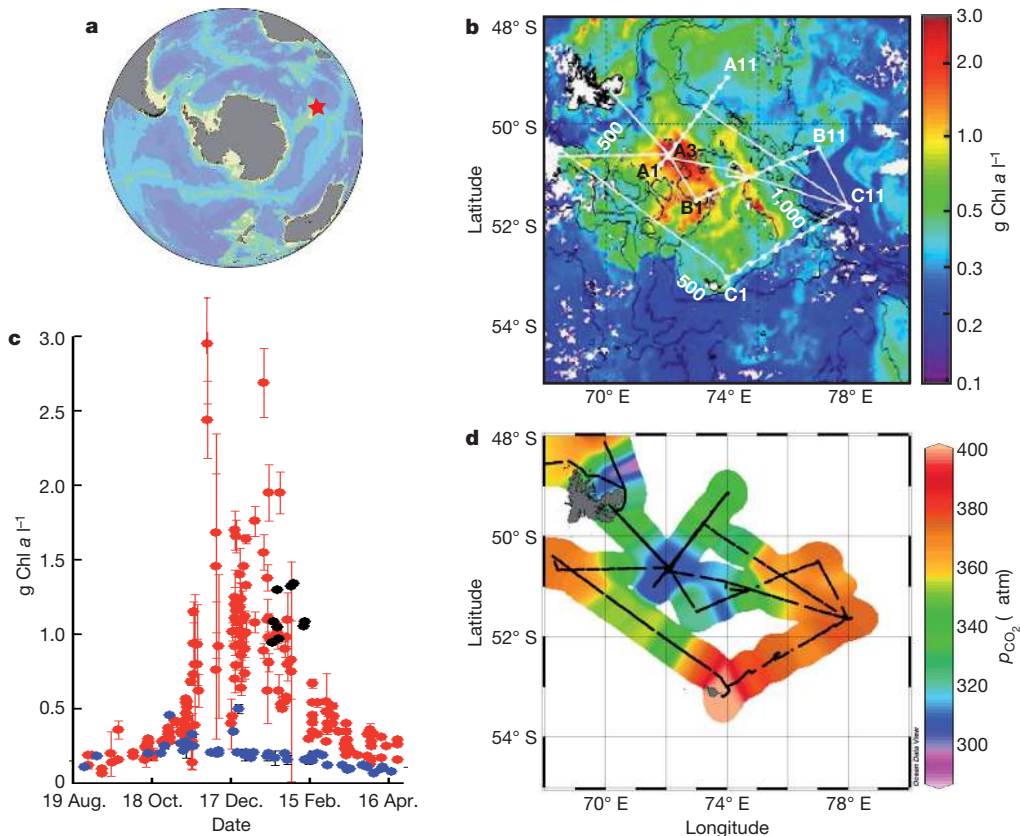 a
b
48° S
50° S
52° S
54° S
Latitude
70° E
74° E
78° E
A11
B11
A3
A1
B1
C11
C1
500
1,000
500
3.0
2.0
1.0
0.5
0.3
0.2
0.1
g Chl a l–1
c
3.0
2.5
2.0
1.5
1.0
0.5
0
g Chl a l–1
19 Aug.
18 Oct.
17 Dec.
15 Feb.
16 Apr.
Date
d
48° S
50° S
52° S
54° S
Latitude
70° E
74° E
78° E
Longitude
Ocean Data View
400
380
360
340
320
300
pCO2 ( atm)